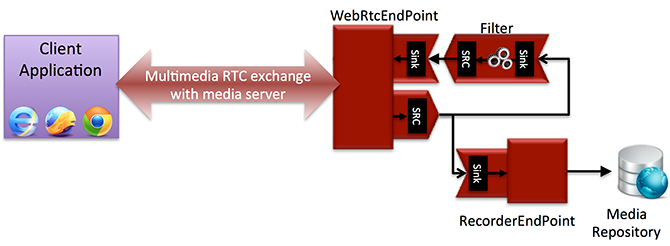 WebRtcEndPoint
Filter
Client
Application
Multimedia RTC exchange
with media server
Sink
SRC
Sink
SRC
Sink
RecorderEndPoint
Media
Repository